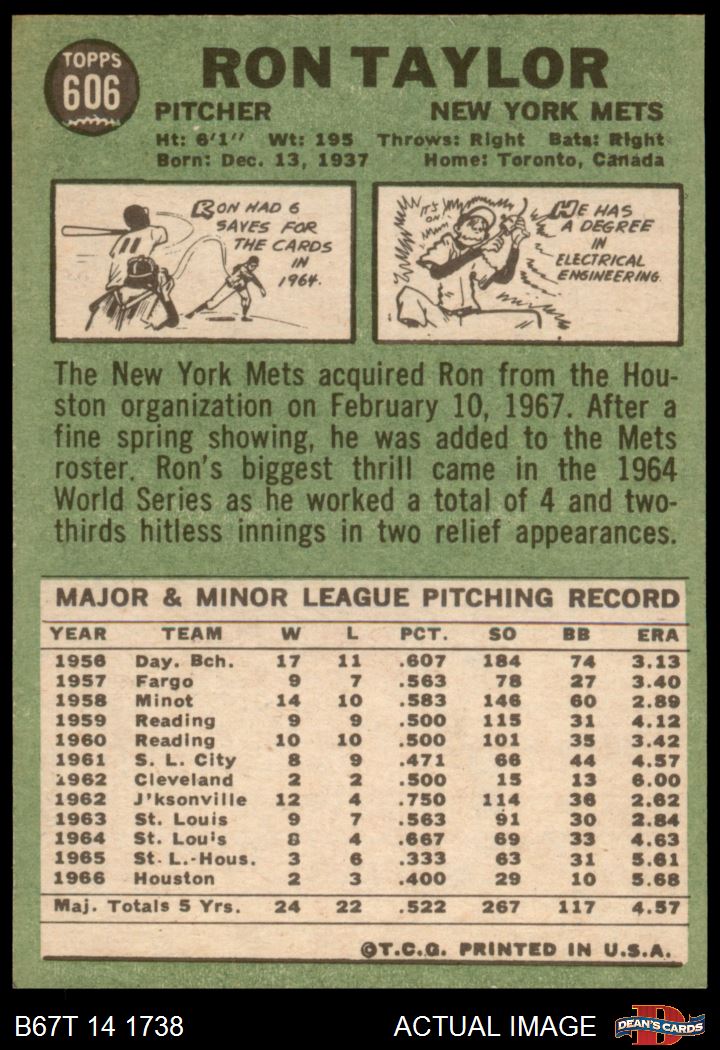 TOPPS
606
RON TAYLOR
PITCHER NEW YORK METS
Ht: 6'1" Wt: 195 Throws: Right Bats: Right
Born: Dec. 13, 1937 Home: Toronto, Canada
RON HAD 6
SAVES FOR
THE CARDS
IN
1964.
11
IT'S ON
HE HAS
A DEGREE
IN
ELECTRICAL
ENGINEERING.
The New York Mets acquired Ron from the Hou-
ston organization on February 10, 1967. After a
fine spring showing, he was added to the Mets
roster. Ron's biggest thrill came in the 1964
World Series as he worked a total of 4 and two-
thirds hitless innings in two relief appearances.
MAJOR & MINOR LEAGUE PITCHING RECORD
YEAR TEAM W L PCT. SO BB ERA
1956 Day. Bch. 17 11 .607 184 74 3.13
1957 Fargo 9 7 .563 78 27 3.40
1958 Minot 14 10 .583 146 60 2.89
1959 Reading 9 9 .500 115 31 4.12
1960 Reading 10 10 .500 101 35 3.42
1961 S. L. City 8 9 .471 66 44 4.57
1962 Cleveland 2 2 .500 15 13 6.00
1962 J'ksonville 12 4 .750 114 36 2.62
1963 St. Louis 9 7 .563 91 30 2.84
1964 St. Louis 8 4 .667 69 33 4.63
1965 St. L.-Hous. 3 6 .333 63 31 5.61
1966 Houston 2 3 .400 29 10 5.68
Maj. Totals 5 Yrs. 24 22 .522 267 117 4.57
©T.C.G. PRINTED IN U.S.A.
B67T 14 1738 ACTUAL IMAGE
D
DEAN'S CARDS